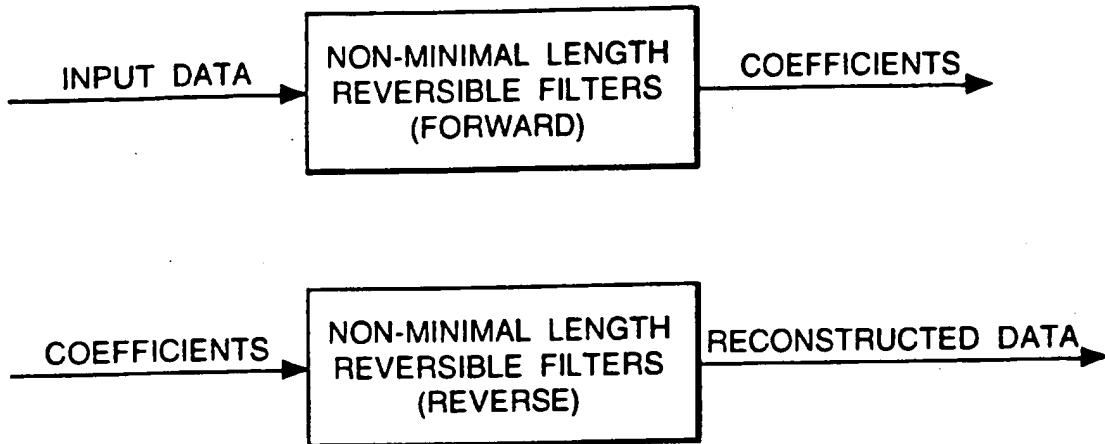 INPUT DATA
NON-MINIMAL LENGTH
REVERSIBLE FILTERS
(FORWARD)
COEFFICIENTS
COEFFICIENTS
NON-MINIMAL LENGTH
REVERSIBLE FILTERS
(REVERSE)
RECONSTRUCTED DATA